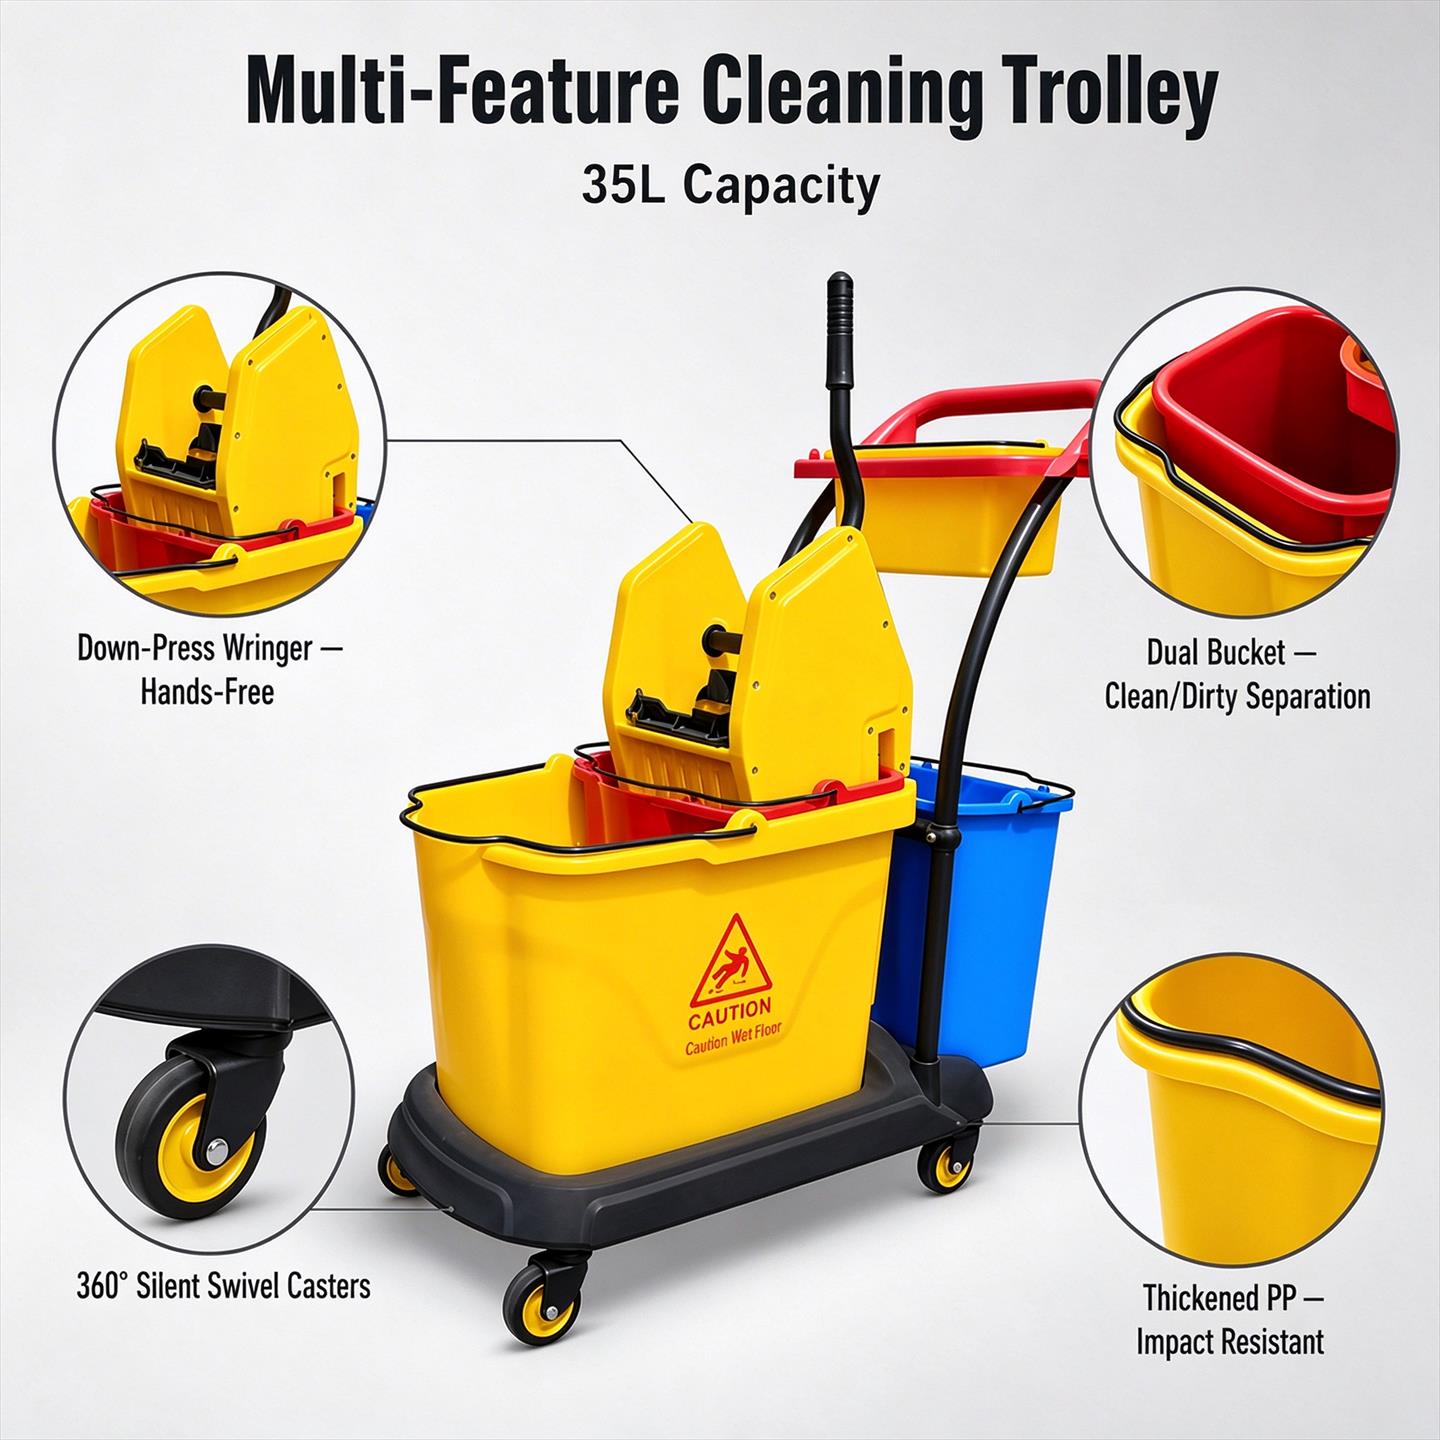 Multi-Feature Cleaning Trolley
35L Capacity
Down-Press Wringer —
Hands-Free
Dual Bucket —
Clean/Dirty Separation
CAUTION
Caution Wet Floor
360° Silent Swivel Casters
Thickened PP —
Impact Resistant